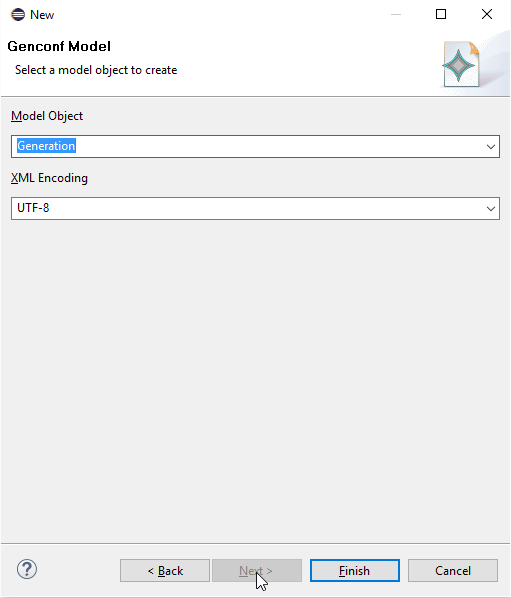 New
Genconf Model
Select a model object to create
Model Object
Generation
XML Encoding
UTF-8
? < Back Next > Finish Cancel